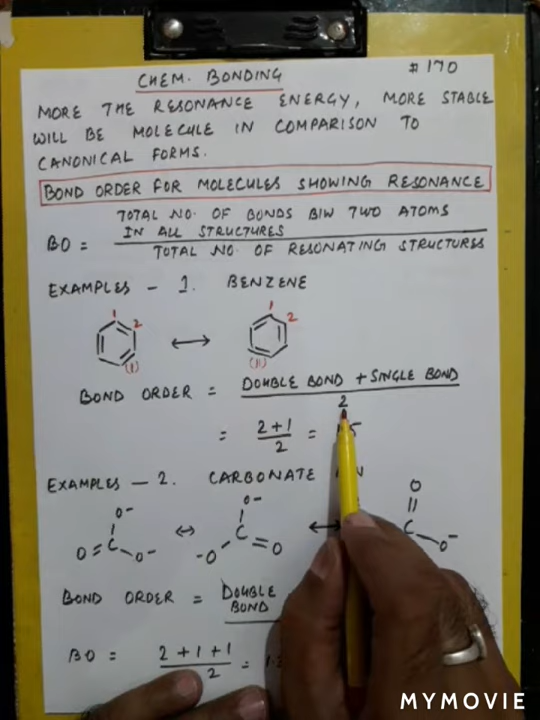 CHEM. BONDING #170
MORE THE RESONANCE ENERGY, MORE STABLE
WILL BE MOLECULE IN COMPARISON TO
CANONICAL FORMS.
BOND ORDER FOR MOLECULES SHOWING RESONANCE
TOTAL NO. OF BONDS B/W TWO ATOMS
IN ALL STRUCTURES
BO =
TOTAL NO. OF RESONATING STRUCTURES
EXAMPLES - 1. BENZENE
1 2 (I) ↔ 1 2 (II)
BOND ORDER = DOUBLE BOND + SINGLE BOND
2
= 2+1 / 2 =
EXAMPLES - 2. CARBONATE
O- C O O- ↔ O- C -O O ↔ O C O-
BOND ORDER = DOUBLE
BOND
BO = 2+1+1 / 2 =
MYMOVIE